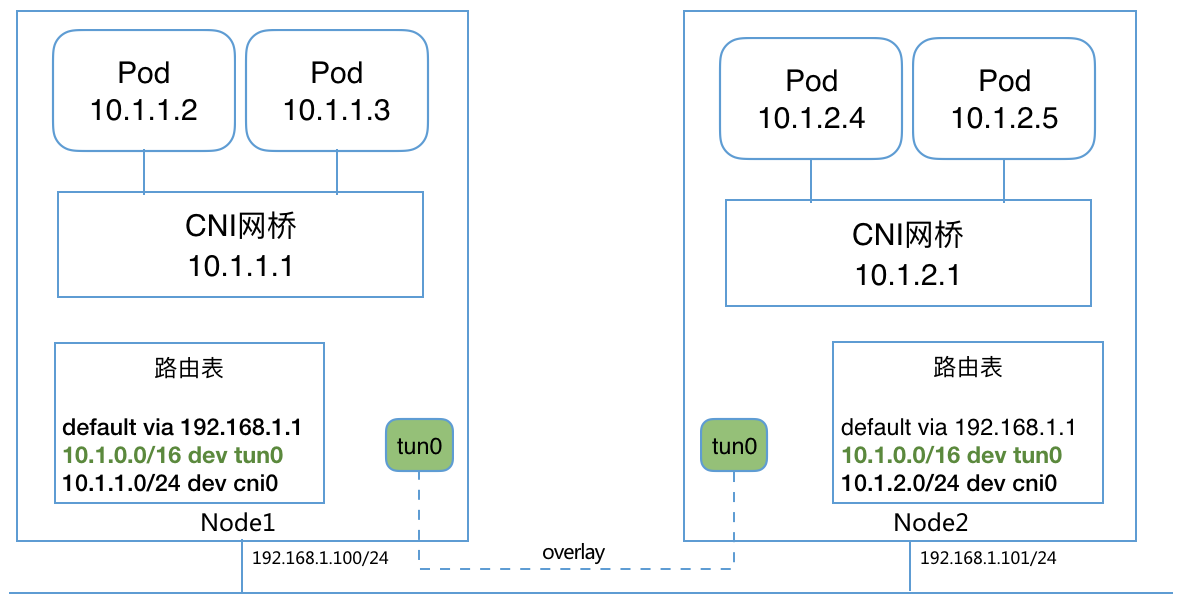 Pod
10.1.1.2
Pod
10.1.1.3
CNI网桥
10.1.1.1
路由表
default via 192.168.1.1
10.1.0.0/16 dev tun0
10.1.1.0/24 dev cni0
tun0
Node1
192.168.1.100/24
overlay
Pod
10.1.2.4
Pod
10.1.2.5
CNI网桥
10.1.2.1
tun0
路由表
default via 192.168.1.1
10.1.0.0/16 dev tun0
10.1.2.0/24 dev cni0
Node2
192.168.1.101/24